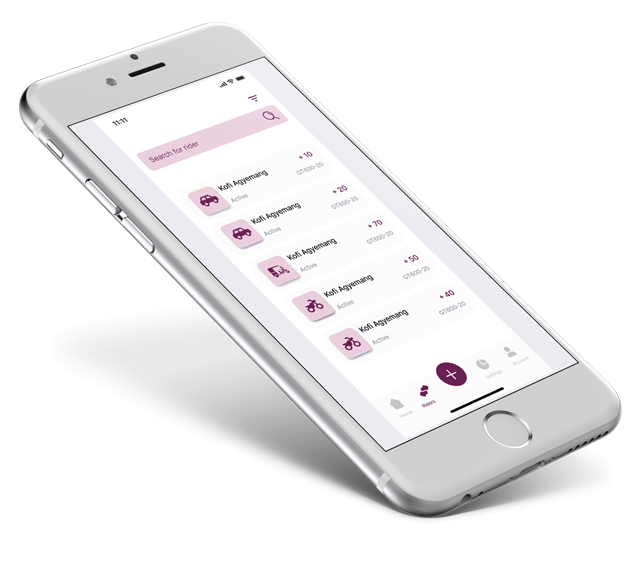 11:11
Search for rider
Kofi Agyemang + 10
Active GT600-20
Kofi Agyemang + 20
Active GT600-20
Kofi Agyemang + 70
Active GT600-20
Kofi Agyemang + 50
Active GT600-20
Kofi Agyemang + 40
Active GT600-20
Home Riders Settings Account